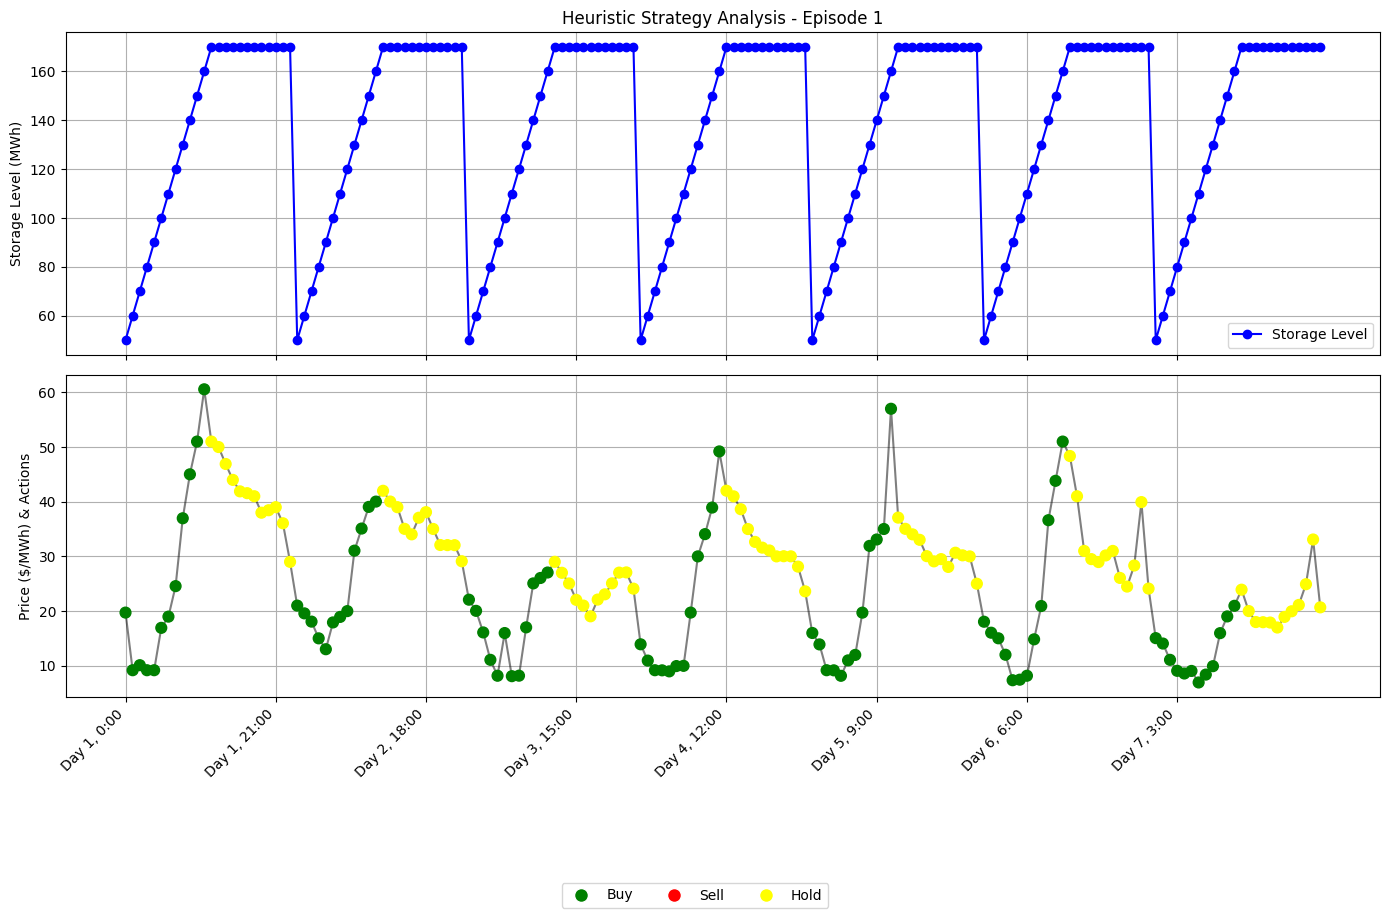 Heuristic Strategy Analysis - Episode 1
Storage Level (MWh)
160
140
120
100
80
60
Storage Level
Price ($/MWh) & Actions
60
50
40
30
20
10
Day 1, 0:00
Day 1, 21:00
Day 2, 18:00
Day 3, 15:00
Day 4, 12:00
Day 5, 9:00
Day 6, 6:00
Day 7, 3:00
Buy Sell Hold